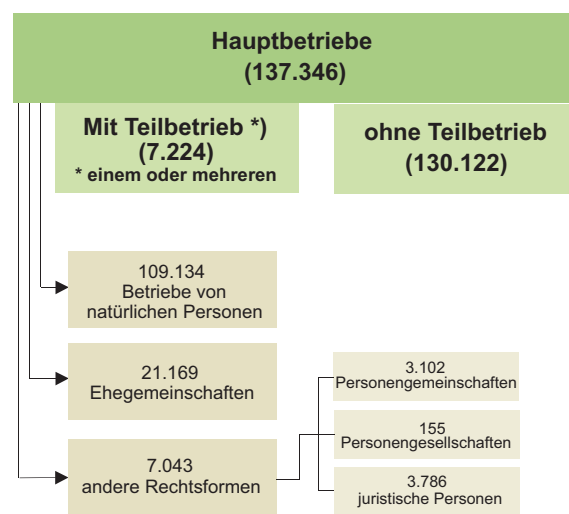 Hauptbetriebe
(137.346)
Mit Teilbetrieb *)
(7.224)
* einem oder mehreren
ohne Teilbetrieb
(130.122)
109.134
Betriebe von
natürlichen Personen
21.169
Ehegemeinschaften
7.043
andere Rechtsformen
3.102
Personengemeinschaften
155
Personengesellschaften
3.786
juristische Personen